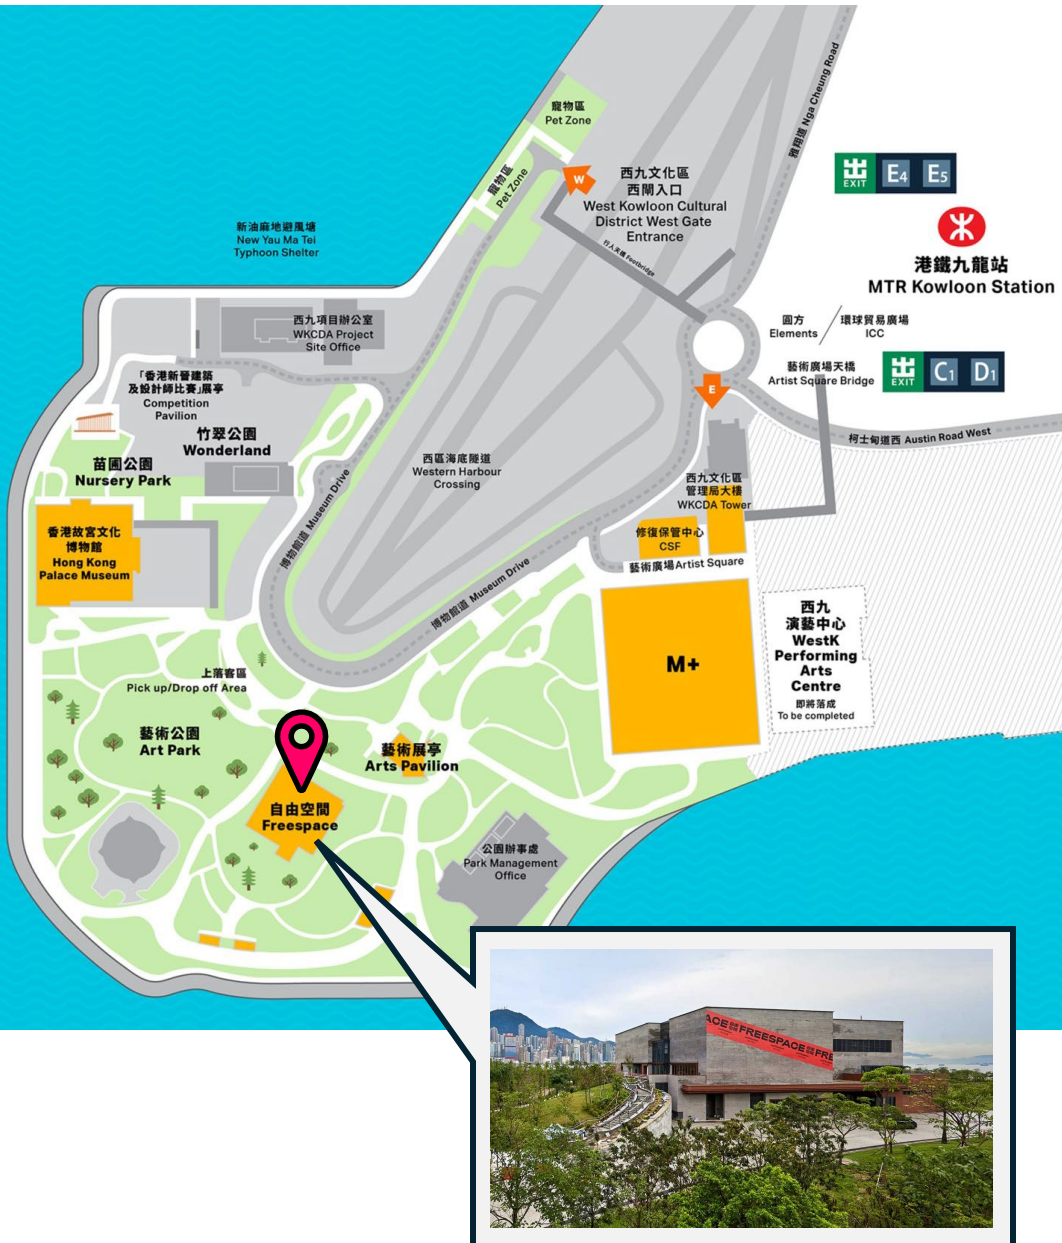 寵物區
Pet Zone
寵物區
Pet Zone
雅翔道 Nga Cheung Road
W
西九文化區
西閘入口
West Kowloon Cultural
District West Gate
Entrance
行人天橋 Footbridge
出
EXIT
E4
E5
港鐵九龍站
MTR Kowloon Station
新油麻地避風塘
New Yau Ma Tei
Typhoon Shelter
圓方
Elements
環球貿易廣場
ICC
西九項目辦公室
WKCDA Project
Site Office
藝術廣場天橋
Artist Square Bridge
出
EXIT
C1
D1
E
「香港新晉建築
及設計師比賽」展亭
Competition
Pavilion
竹翠公園
Wonderland
柯士甸道西 Austin Road West
苗圃公園
Nursery Park
西區海底隧道
Western Harbour
Crossing
西九文化區
管理局大樓
WKCDA Tower
博物館道 Museum Drive
香港故宮文化
博物館
Hong Kong
Palace Museum
修復保管中心
CSF
藝術廣場Artist Square
博物館道 Museum Drive
M+
西九
演藝中心
WestK
Performing
Arts
Centre
即將落成
To be completed
上落客區
Pick up/Drop off Area
藝術公園
Art Park
藝術展亭
Arts Pavilion
自由空間
Freespace
公園辦事處
Park Management
Office
ACE 自由空間 FREESPACE 自由空間 FRE